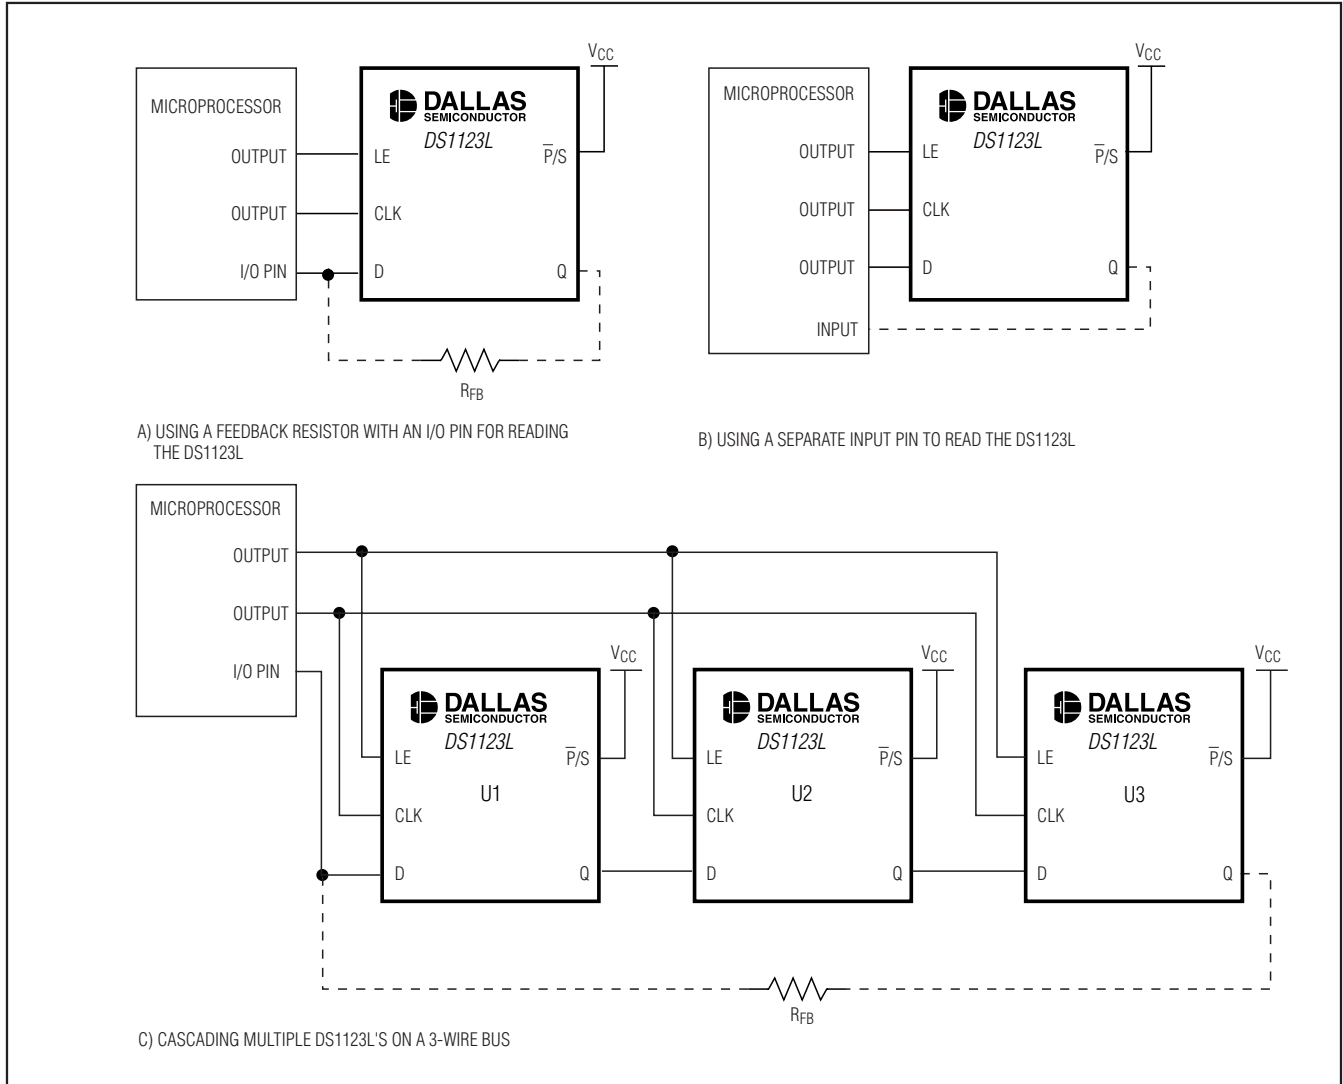 MICROPROCESSOR
OUTPUT
OUTPUT
I/O PIN
DALLAS
SEMICONDUCTOR
DS1123L
LE
CLK
D
P̅/S
Q
VCC
RFB
A) USING A FEEDBACK RESISTOR WITH AN I/O PIN FOR READING
THE DS1123L
MICROPROCESSOR
OUTPUT
OUTPUT
OUTPUT
INPUT
DALLAS
SEMICONDUCTOR
DS1123L
LE
CLK
D
P̅/S
Q
VCC
B) USING A SEPARATE INPUT PIN TO READ THE DS1123L
MICROPROCESSOR
OUTPUT
OUTPUT
I/O PIN
DALLAS
SEMICONDUCTOR
DS1123L
LE
U1
CLK
D
P̅/S
Q
VCC
DALLAS
SEMICONDUCTOR
DS1123L
LE
U2
CLK
D
P̅/S
Q
VCC
DALLAS
SEMICONDUCTOR
DS1123L
LE
U3
CLK
D
P̅/S
Q
VCC
RFB
C) CASCADING MULTIPLE DS1123L'S ON A 3-WIRE BUS